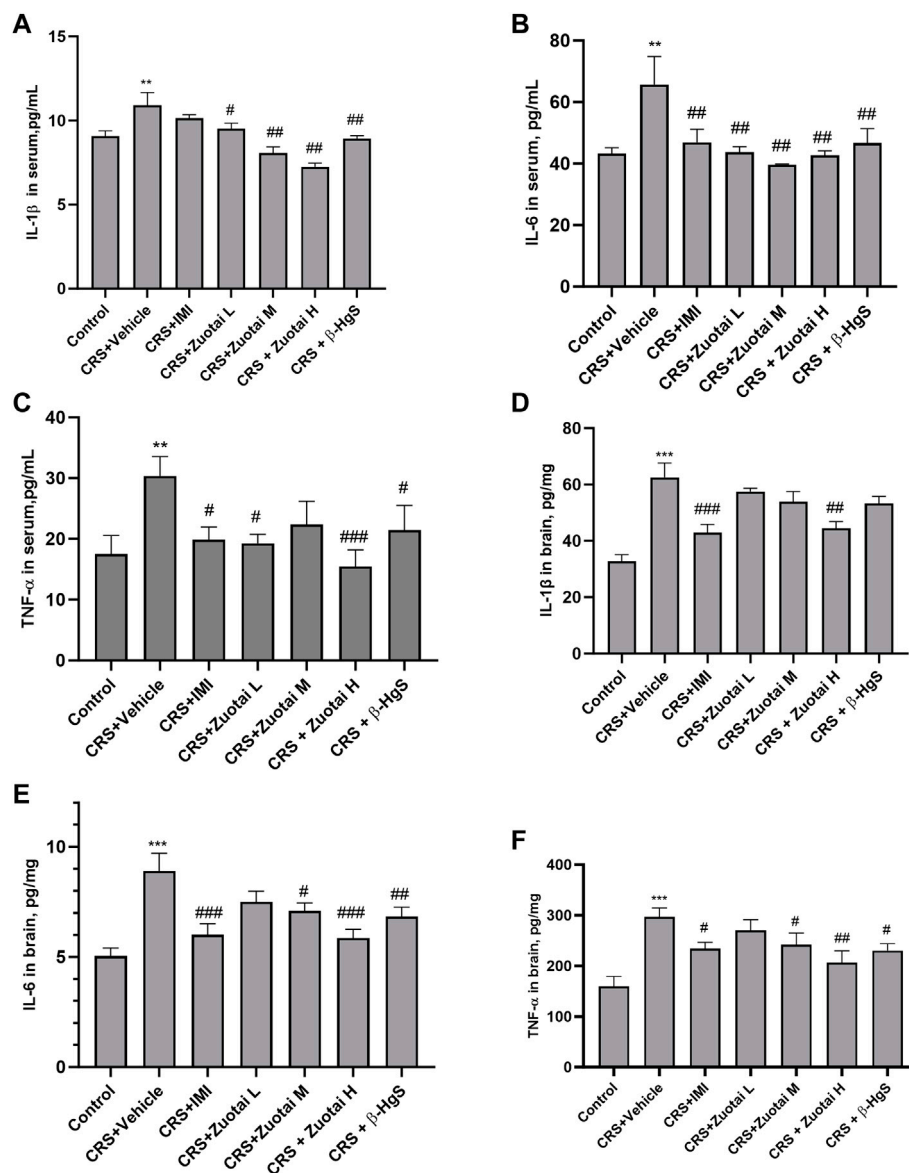 A
IL-1β in serum,pg/mL
15
10
5
0
**
#
##
##
##
Control
CRS+Vehicle
CRS+IMI
CRS+Zuotai L
CRS+Zuotai M
CRS + Zuotai H
CRS + β-HgS
B
IL-6 in serum, pg/mL
80
60
40
20
0
**
##
##
##
##
##
Control
CRS+Vehicle
CRS+IMI
CRS+Zuotai L
CRS+Zuotai M
CRS + Zuotai H
CRS + β-HgS
C
TNF-α in serum,pg/mL
40
30
20
10
0
**
#
#
###
#
Control
CRS+Vehicle
CRS+IMI
CRS+Zuotai L
CRS+Zuotai M
CRS + Zuotai H
CRS + β-HgS
D
IL-1β in brain, pg/mg
80
60
40
20
0
***
###
##
Control
CRS+Vehicle
CRS+IMI
CRS+Zuotai L
CRS+Zuotai M
CRS + Zuotai H
CRS + β-HgS
E
IL-6 in brain, pg/mg
10
5
0
***
###
#
###
##
Control
CRS+Vehicle
CRS+IMI
CRS+Zuotai L
CRS+Zuotai M
CRS + Zuotai H
CRS + β-HgS
F
TNF-α in brain, pg/mg
400
300
200
100
0
***
#
#
##
#
Control
CRS+Vehicle
CRS+IMI
CRS+Zuotai L
CRS+Zuotai M
CRS + Zuotai H
CRS + β-HgS